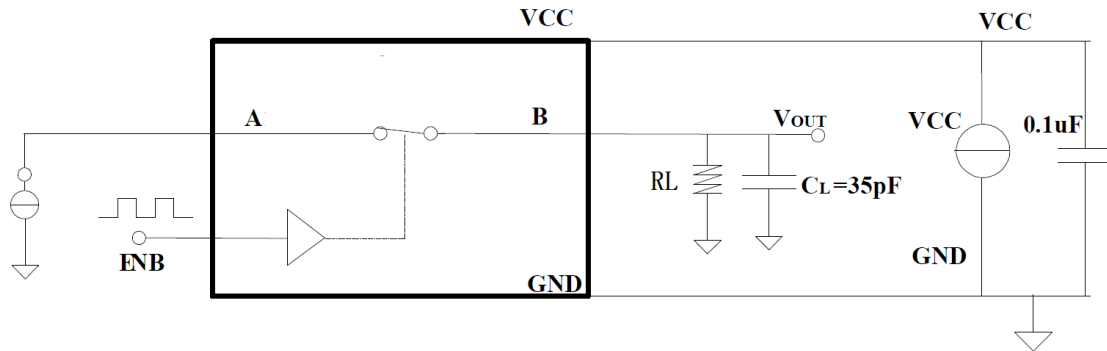 VCC
VCC
A
B
VOUT
VCC
0.1uF
RL
CL=35pF
ENB
GND
GND